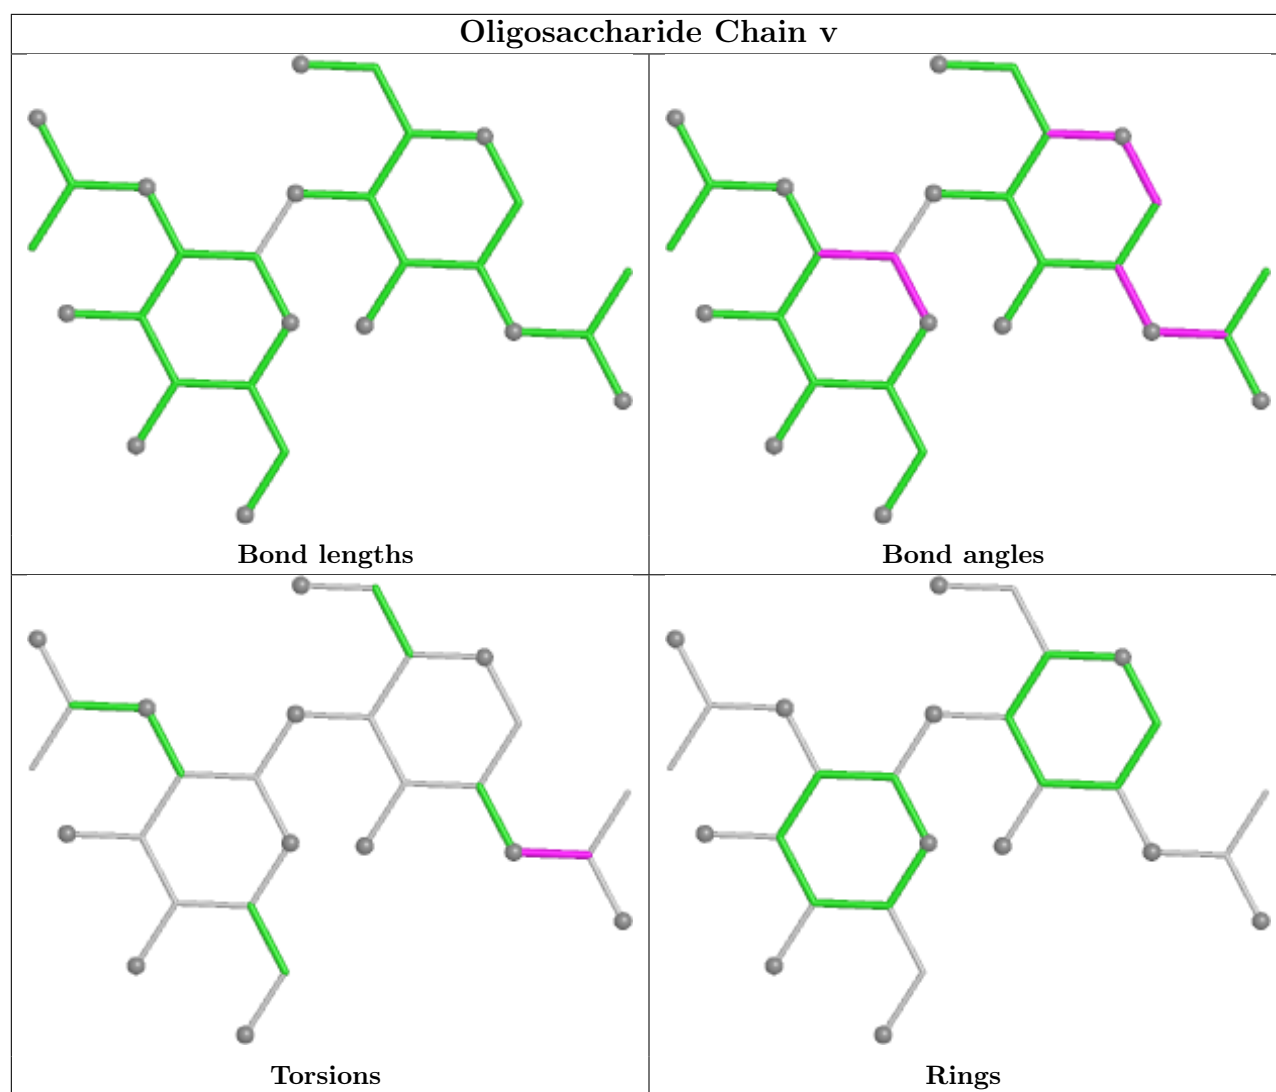 Oligosaccharide Chain v
Bond lengths
Bond angles
Torsions
Rings